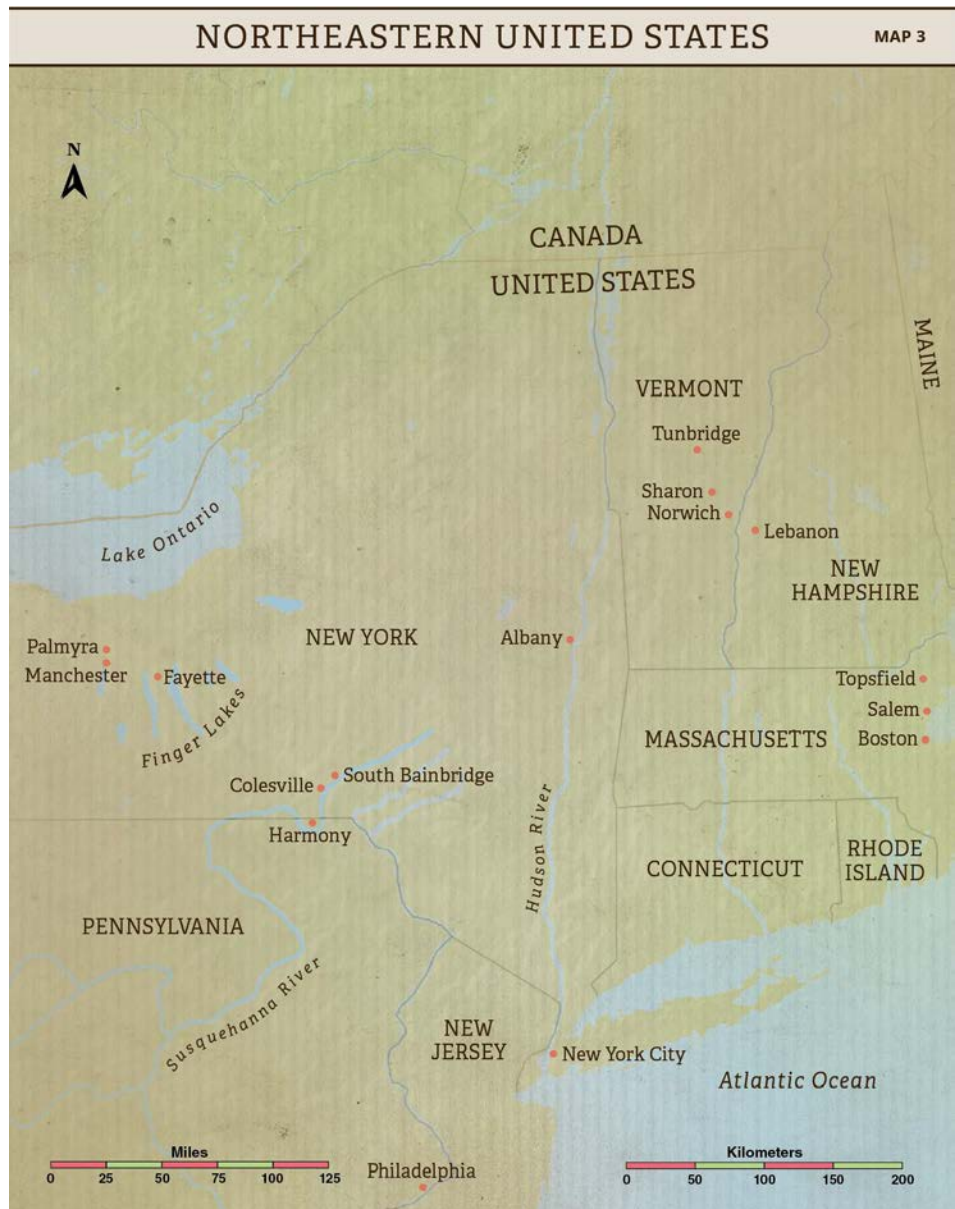 NORTHEASTERN UNITED STATES
MAP 3
N
CANADA
UNITED STATES
MAINE
VERMONT
Tunbridge
Sharon
Norwich
Lebanon
Lake Ontario
NEW
HAMPSHIRE
NEW YORK
Albany
Palmyra
Manchester
Fayette
Finger Lakes
Topsfield
Salem
Boston
MASSACHUSETTS
South Bainbridge
Colesville
Harmony
Hudson River
CONNECTICUT
RHODE
ISLAND
PENNSYLVANIA
Susquehanna River
NEW
JERSEY
New York City
Atlantic Ocean
Miles
0 25 50 75 100 125
Philadelphia
Kilometers
0 50 100 150 200